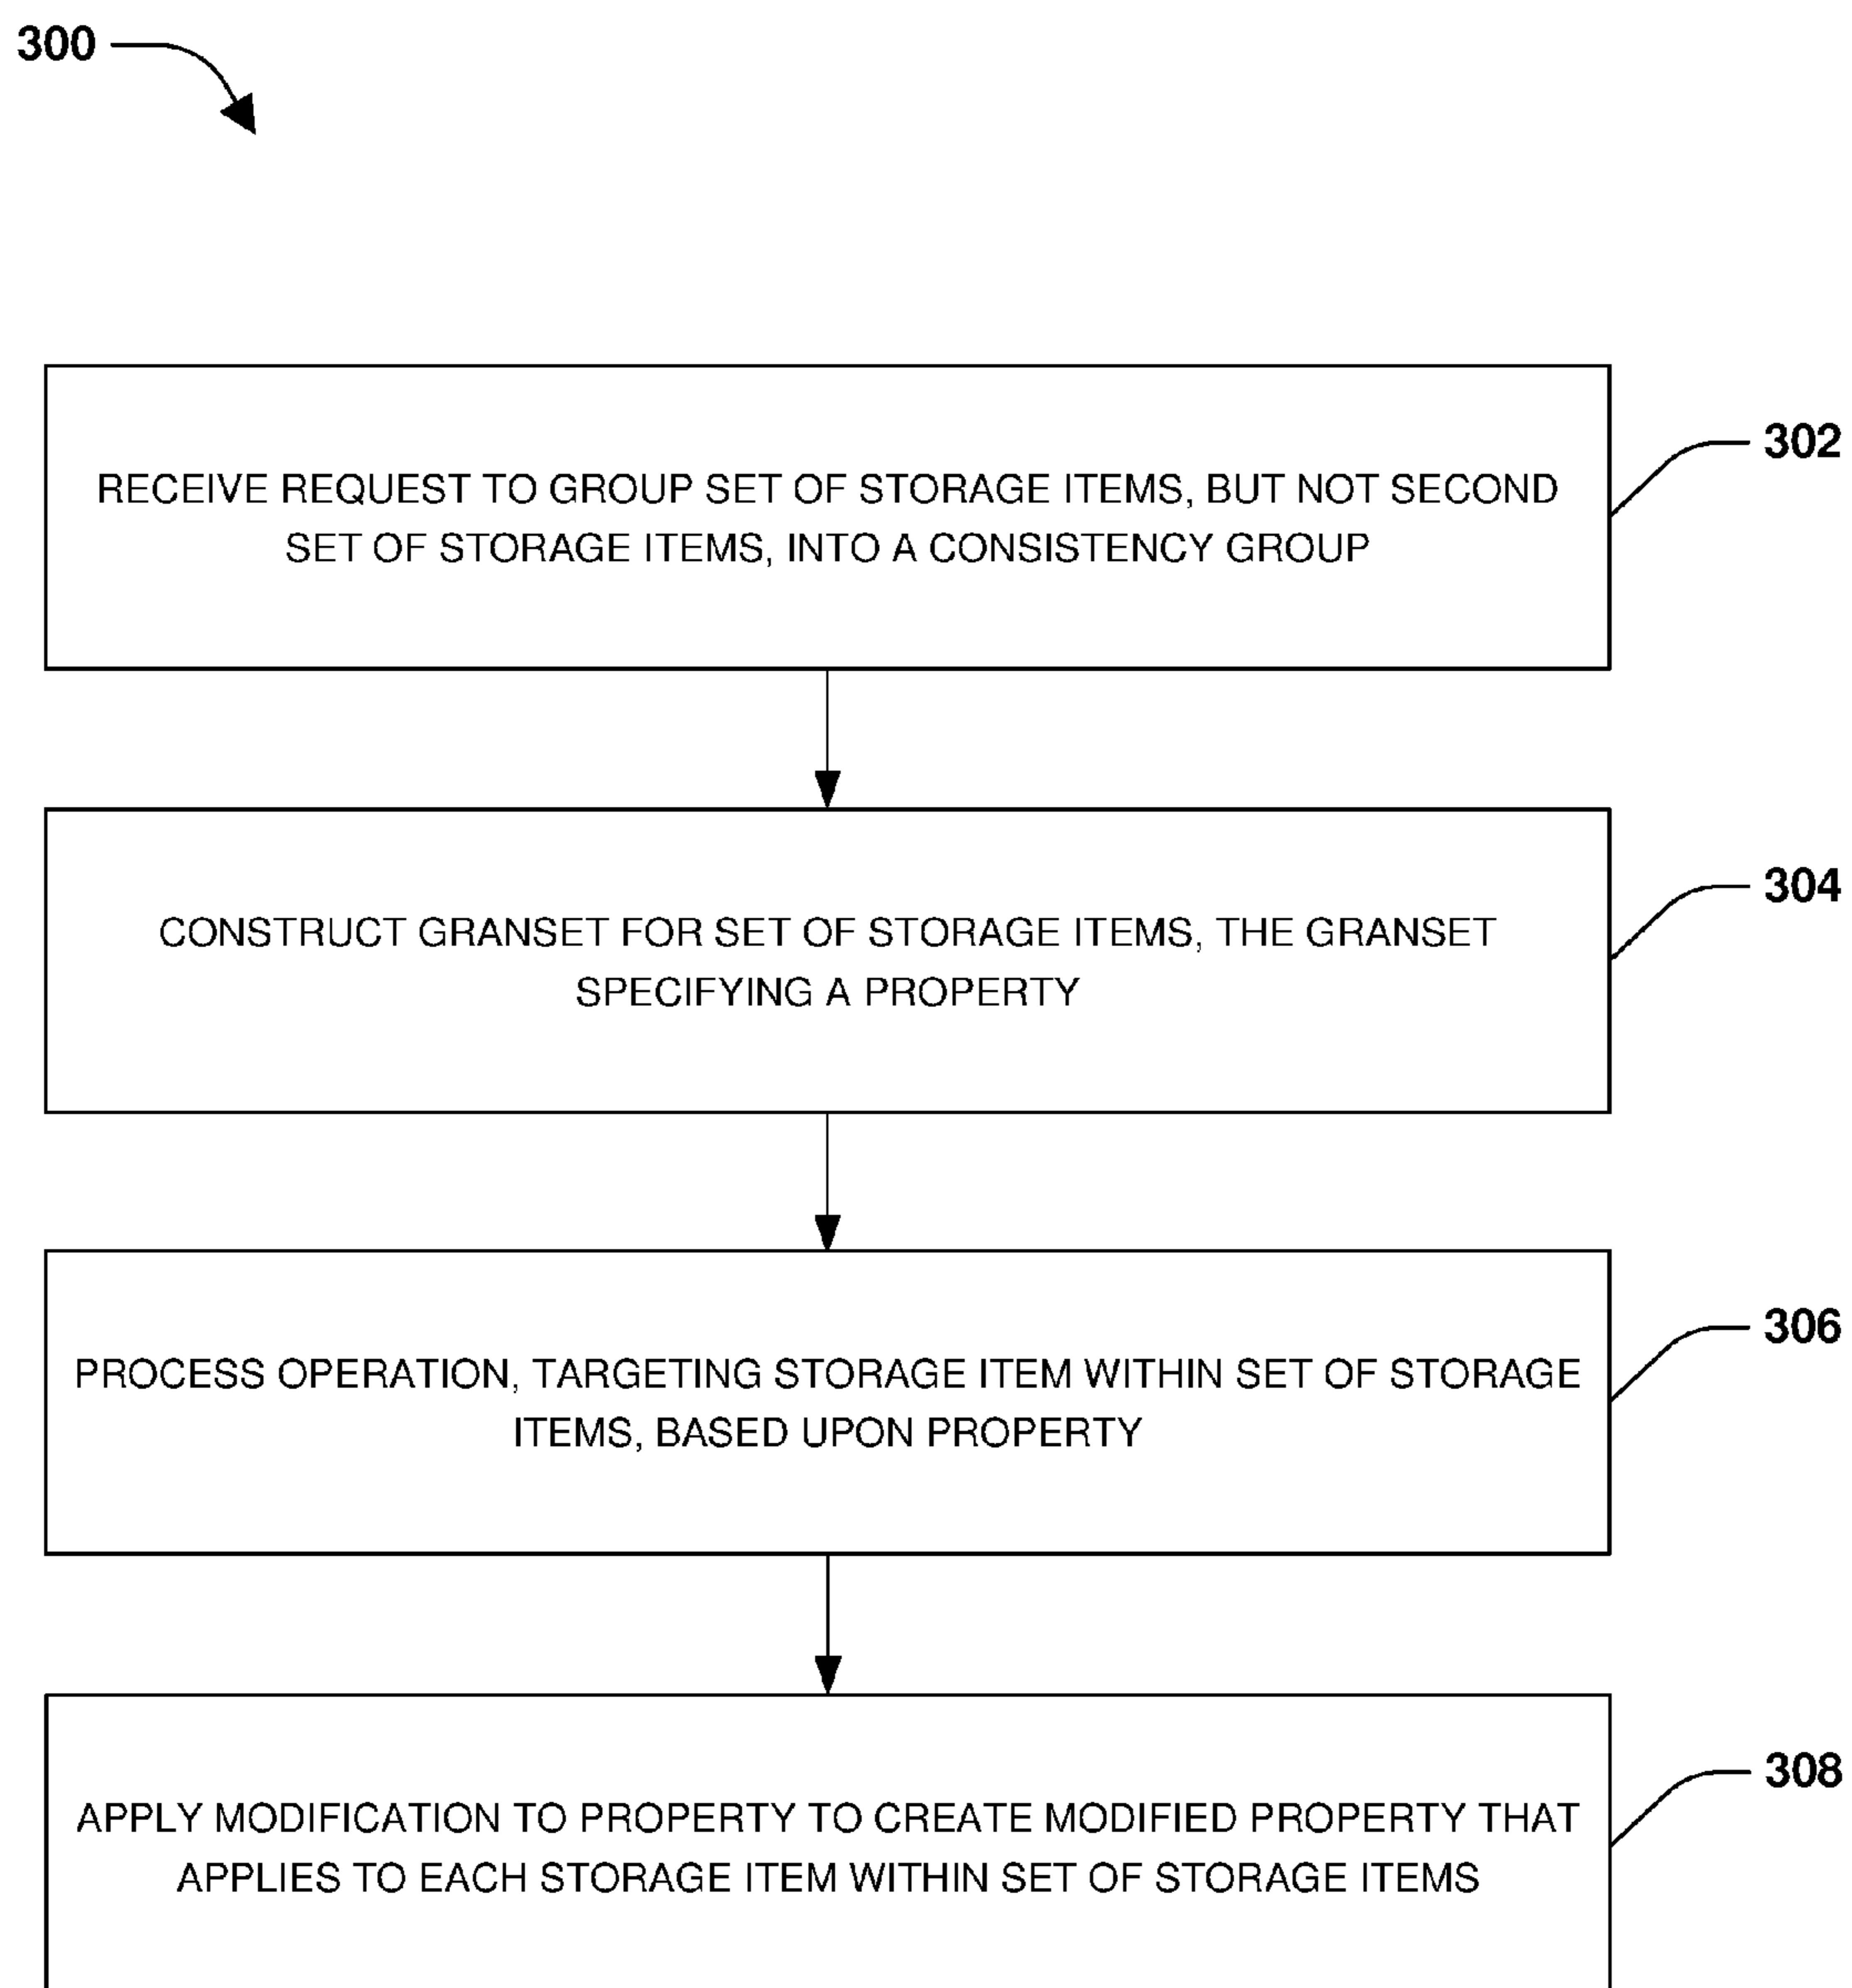 300
RECEIVE REQUEST TO GROUP SET OF STORAGE ITEMS, BUT NOT SECOND
SET OF STORAGE ITEMS, INTO A CONSISTENCY GROUP
302
CONSTRUCT GRANSET FOR SET OF STORAGE ITEMS, THE GRANSET
SPECIFYING A PROPERTY
304
PROCESS OPERATION, TARGETING STORAGE ITEM WITHIN SET OF STORAGE
ITEMS, BASED UPON PROPERTY
306
APPLY MODIFICATION TO PROPERTY TO CREATE MODIFIED PROPERTY THAT
APPLIES TO EACH STORAGE ITEM WITHIN SET OF STORAGE ITEMS
308